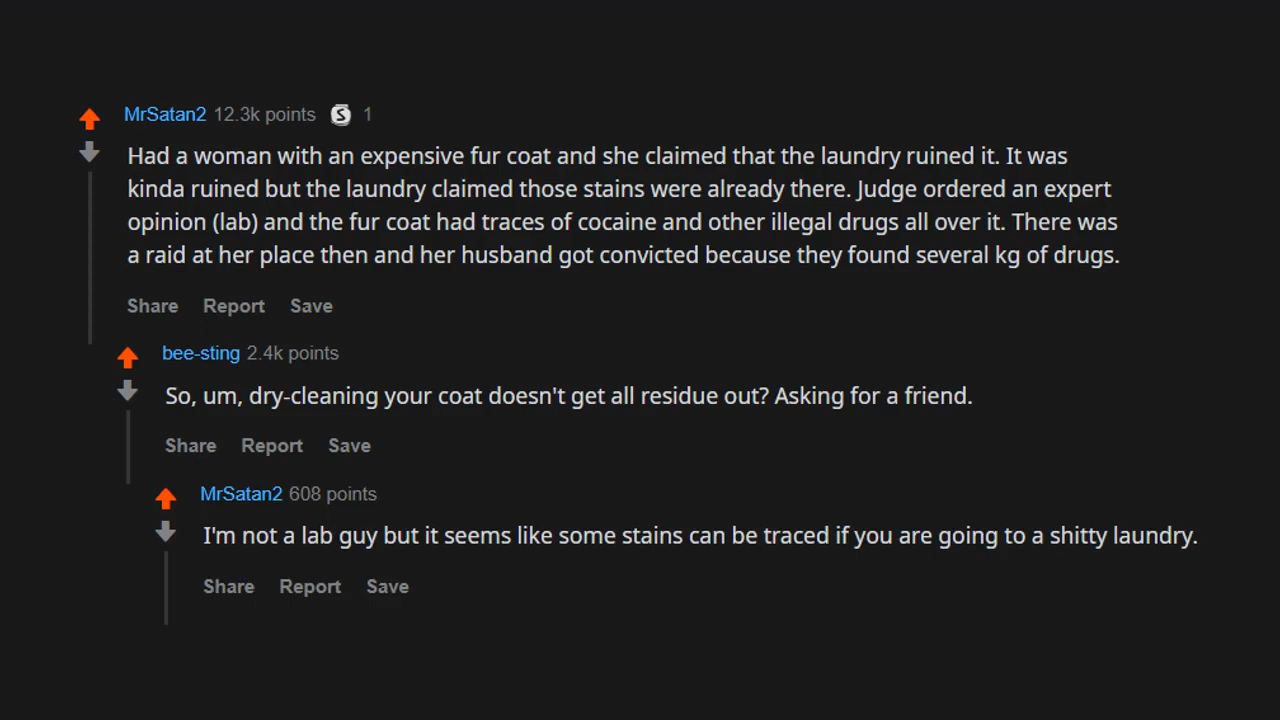 MrSatan2 12.3k points S 1
Had a woman with an expensive fur coat and she claimed that the laundry ruined it. It was
kinda ruined but the laundry claimed those stains were already there. Judge ordered an expert
opinion (lab) and the fur coat had traces of cocaine and other illegal drugs all over it. There was
a raid at her place then and her husband got convicted because they found several kg of drugs.
Share Report Save
bee-sting 2.4k points
So, um, dry-cleaning your coat doesn't get all residue out? Asking for a friend.
Share Report Save
MrSatan2 608 points
I'm not a lab guy but it seems like some stains can be traced if you are going to a shitty laundry.
Share Report Save